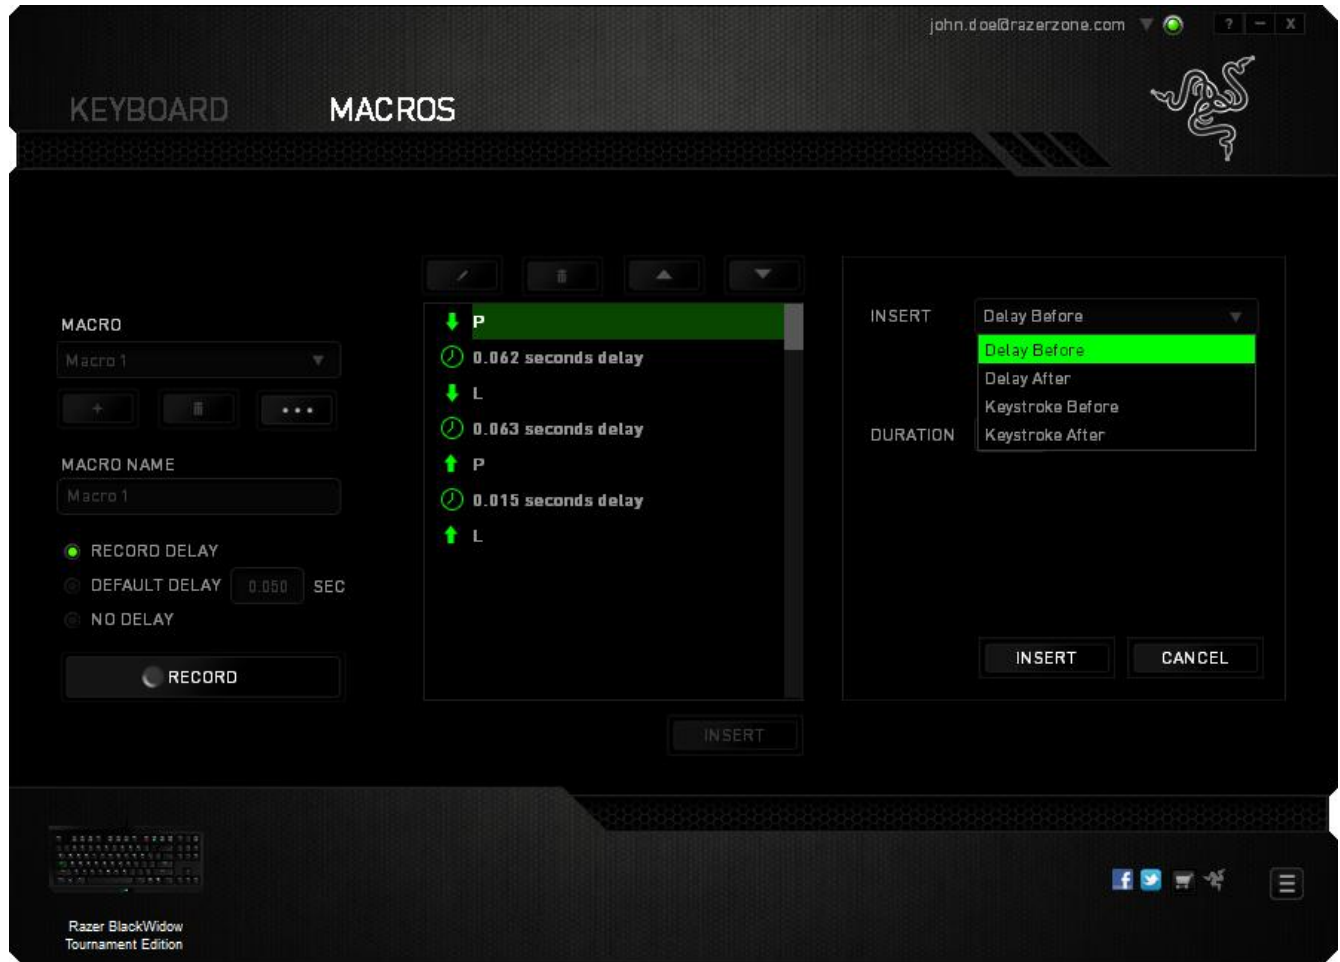 john.doe@razerzone.com
? – X
KEYBOARD MACROS
MACRO
Macro 1
MACRO NAME
Macro 1
RECORD DELAY
DEFAULT DELAY 0.050 SEC
NO DELAY
RECORD
P
0.062 seconds delay
L
0.063 seconds delay
P
0.015 seconds delay
L
INSERT
INSERT Delay Before
Delay Before
Delay After
Keystroke Before
Keystroke After
DURATION
INSERT CANCEL
Razer BlackWidow
Tournament Edition